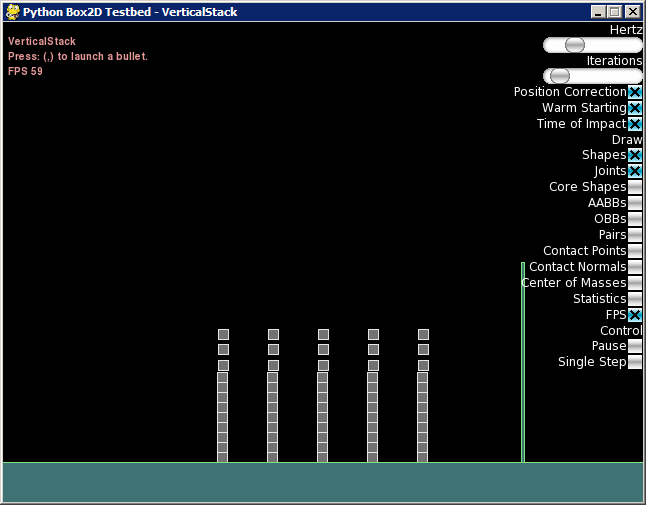 Python Box2D Testbed - VerticalStack
VerticalStack
Press: (,) to launch a bullet.
FPS 59
Hertz
Iterations
Position Correction
Warm Starting
Time of Impact
Draw
Shapes
Joints
Core Shapes
AABBs
OBBs
Pairs
Contact Points
Contact Normals
Center of Masses
Statistics
FPS
Control
Pause
Single Step